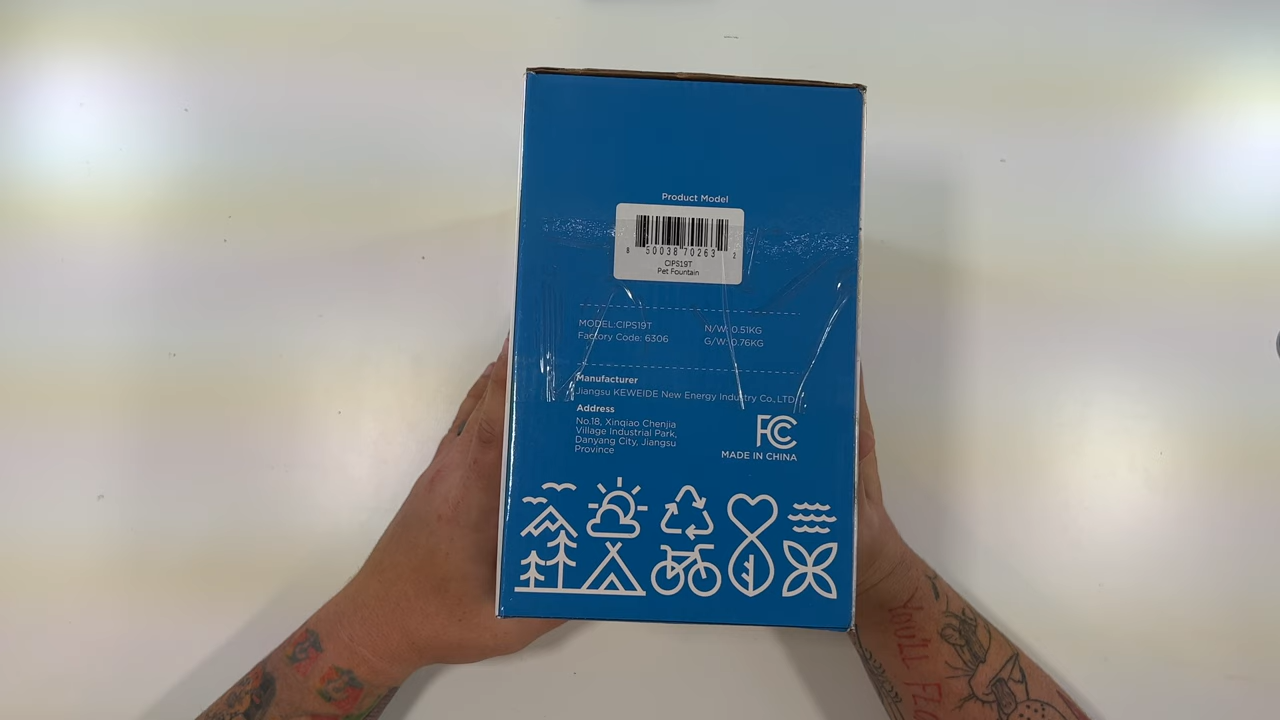 Product Model
8 50038 70263 2
CIPS19T
Pet Fountain
MODEL:CIPS19T
N/W: 0.51KG
Factory Code: 6306
G/W: 0.76KG
Manufacturer
Jiangsu KEWEIDE New Energy Industry Co., LTD
Address
No.18, Xinqiao Chenjia
Village Industrial Park,
Danyang City, Jiangsu
Province
FC
MADE IN CHINA
You'll